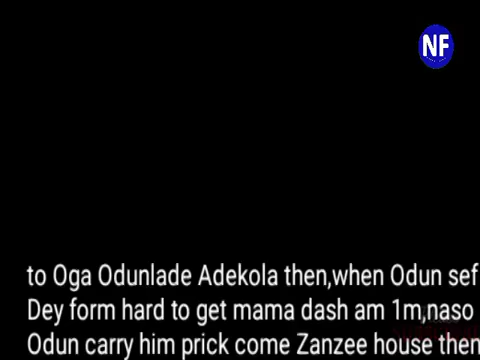 NF
to Oga Odunlade Adekola then,when Odun sef
Dey form hard to get mama dash am 1m,naso
Odun carry him prick come Zanzee house then